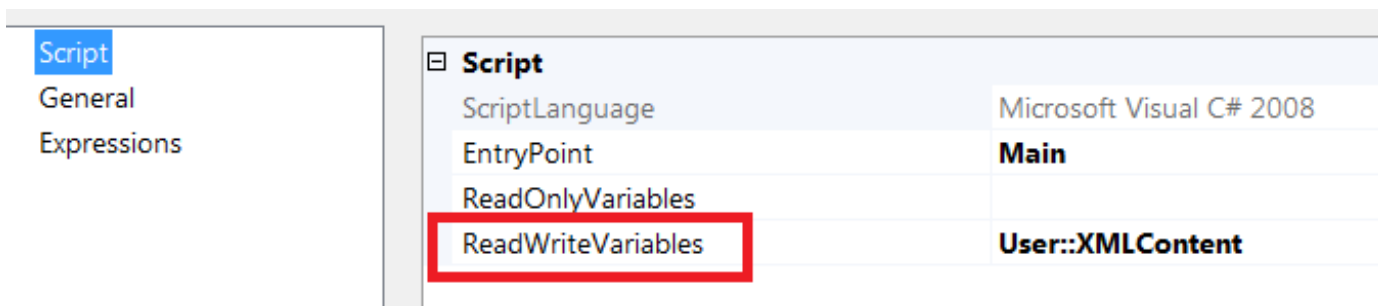 Script
General
Expressions
Script
ScriptLanguage Microsoft Visual C# 2008
EntryPoint Main
ReadOnlyVariables
ReadWriteVariables User::XMLContent